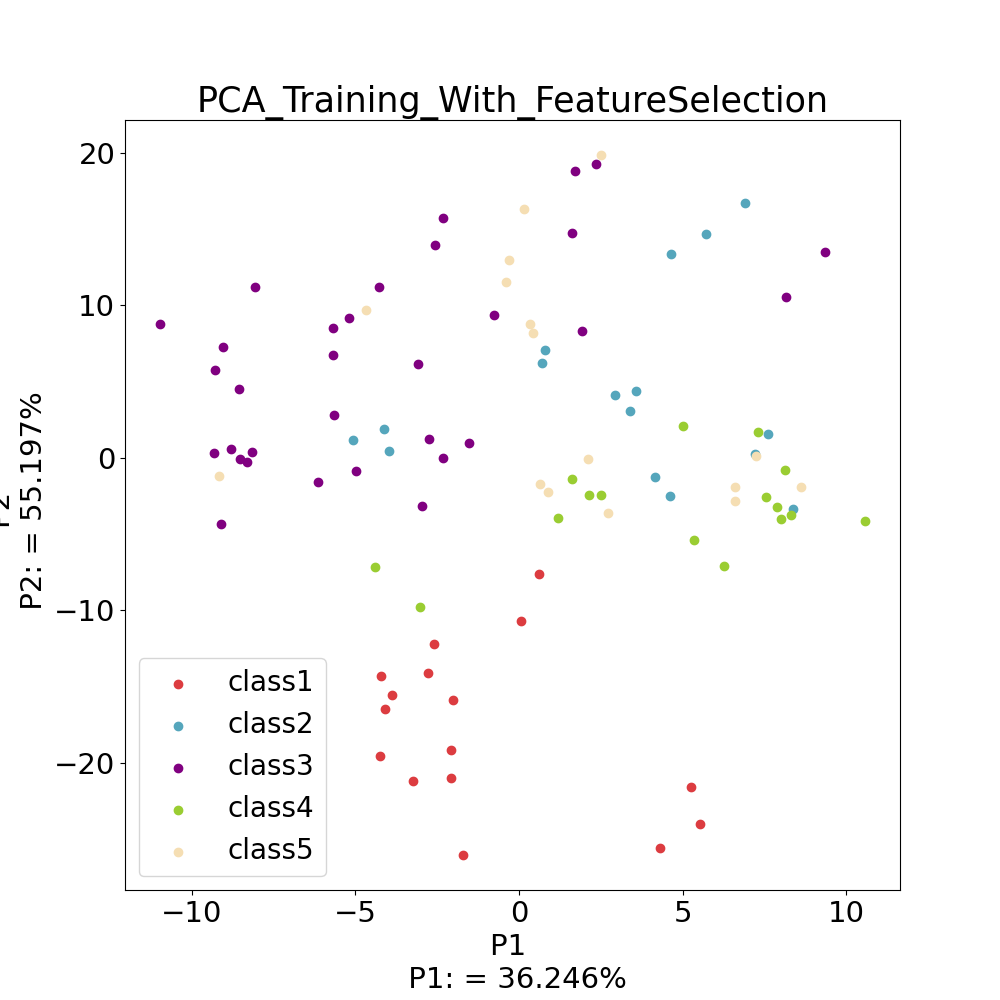 PCA_Training_With_FeatureSelection
20
10
0
−10
−20
P2: = 55.197%
class1
class2
class3
class4
class5
−10
−5
0
5
10
P1
P1: = 36.246%